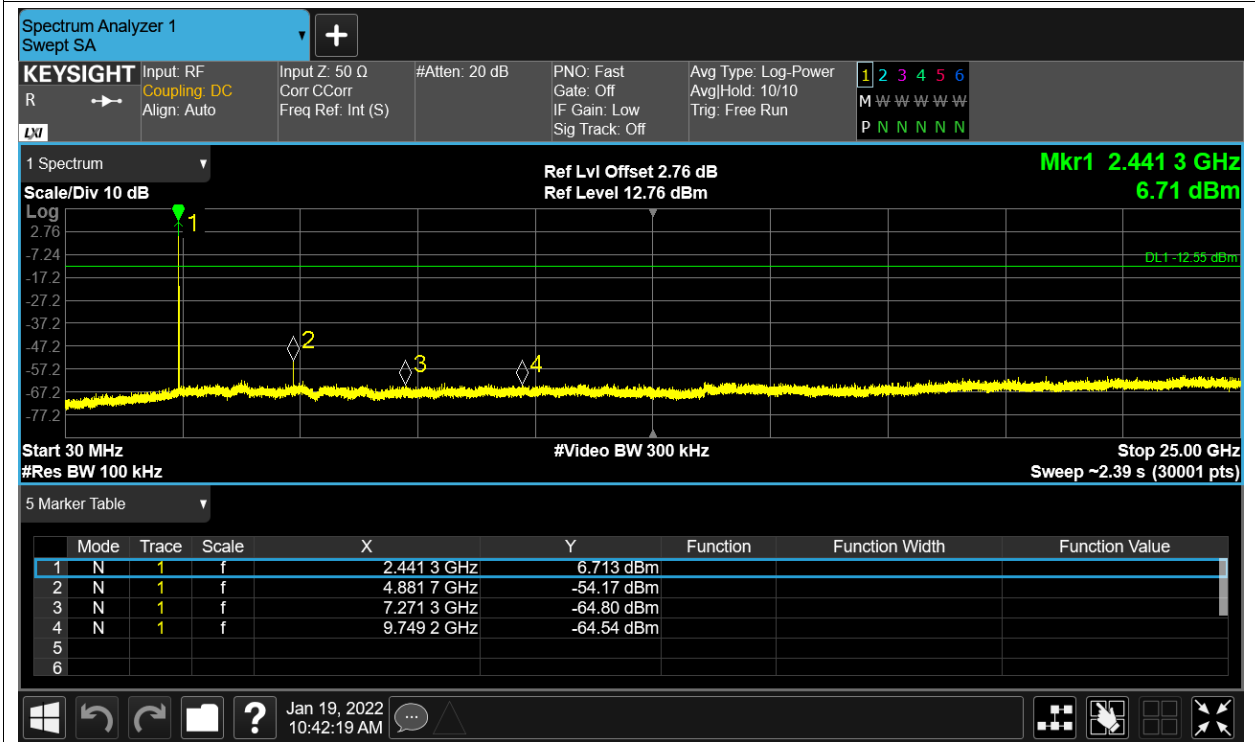 Spectrum Analyzer 1
Swept SA
+
KEYSIGHT Input: RF Input Z: 50 Ω #Atten: 20 dB PNO: Fast Avg Type: Log-Power 1 2 3 4 5 6
R Coupling: DC Corr CCorr Gate: Off Avg|Hold: 10/10 M W W W W W
Align: Auto Freq Ref: Int (S) IF Gain: Low Trig: Free Run
LXI Sig Track: Off P N N N N N
1 Spectrum Ref Lvl Offset 2.76 dB Mkr1 2.441 3 GHz
Scale/Div 10 dB Ref Level 12.76 dBm 6.71 dBm
Log
1
2.76
-7.24
DL1 -12.55 dBm
-17.2
-27.2
-37.2
2
-47.2
3 4
-57.2
-67.2
-77.2
Start 30 MHz #Video BW 300 kHz Stop 25.00 GHz
#Res BW 100 kHz Sweep ~2.39 s (30001 pts)
5 Marker Table
Mode Trace Scale X Y Function Function Width Function Value
1 N 1 f 2.441 3 GHz 6.713 dBm
2 N 1 f 4.881 7 GHz -54.17 dBm
3 N 1 f 7.271 3 GHz -64.80 dBm
4 N 1 f 9.749 2 GHz -64.54 dBm
5
6
? Jan 19, 2022
10:42:19 AM